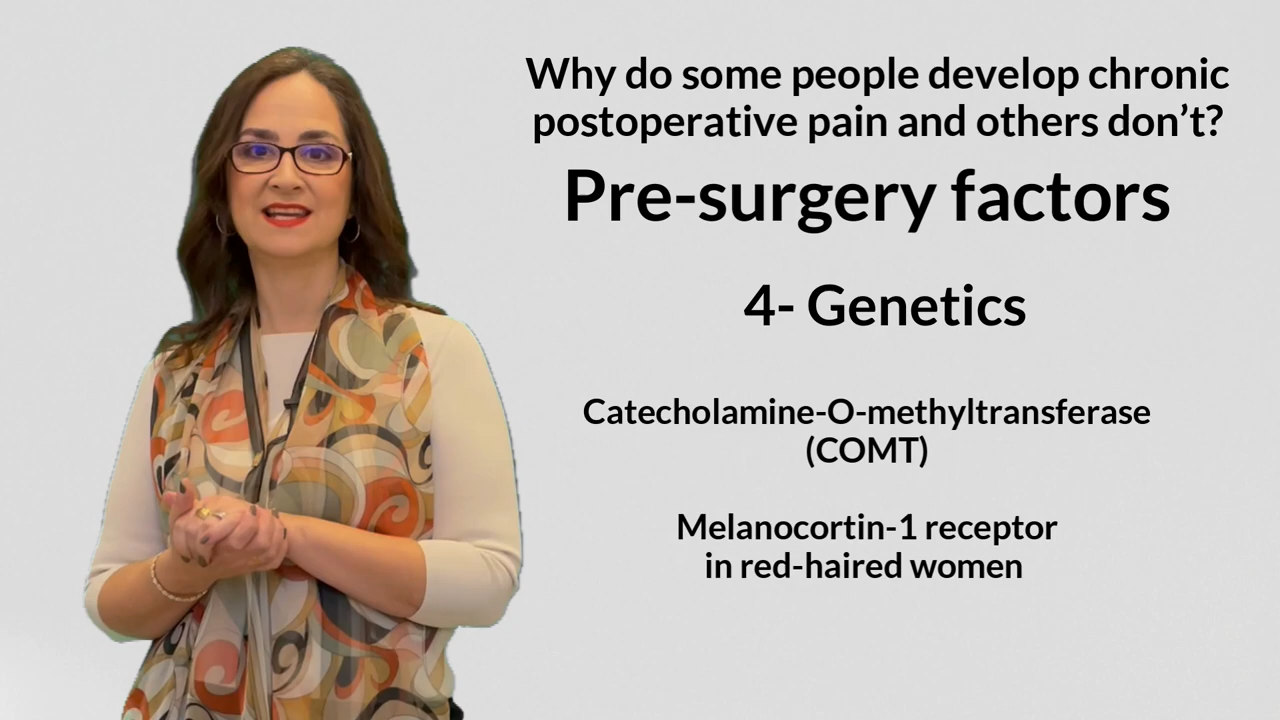 Why do some people develop chronic
postoperative pain and others don’t?
Pre-surgery factors
4- Genetics
Catecholamine-O-methyltransferase
(COMT)
Melanocortin-1 receptor
in red-haired women